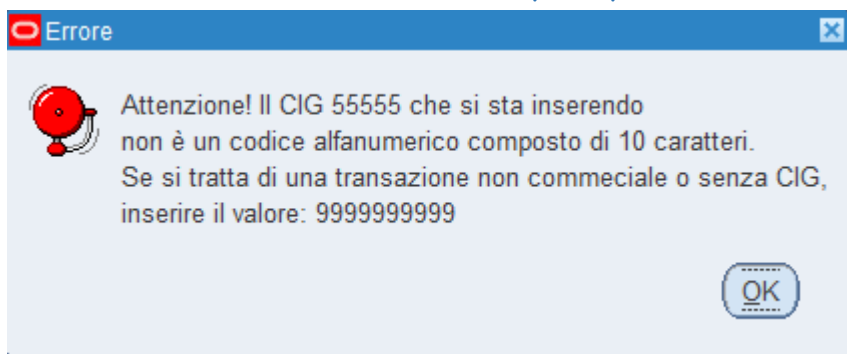 Errore
Attenzione! Il CIG 55555 che si sta inserendo
non è un codice alfanumerico composto di 10 caratteri.
Se si tratta di una transazione non commeciale o senza CIG,
inserire il valore: 9999999999
OK